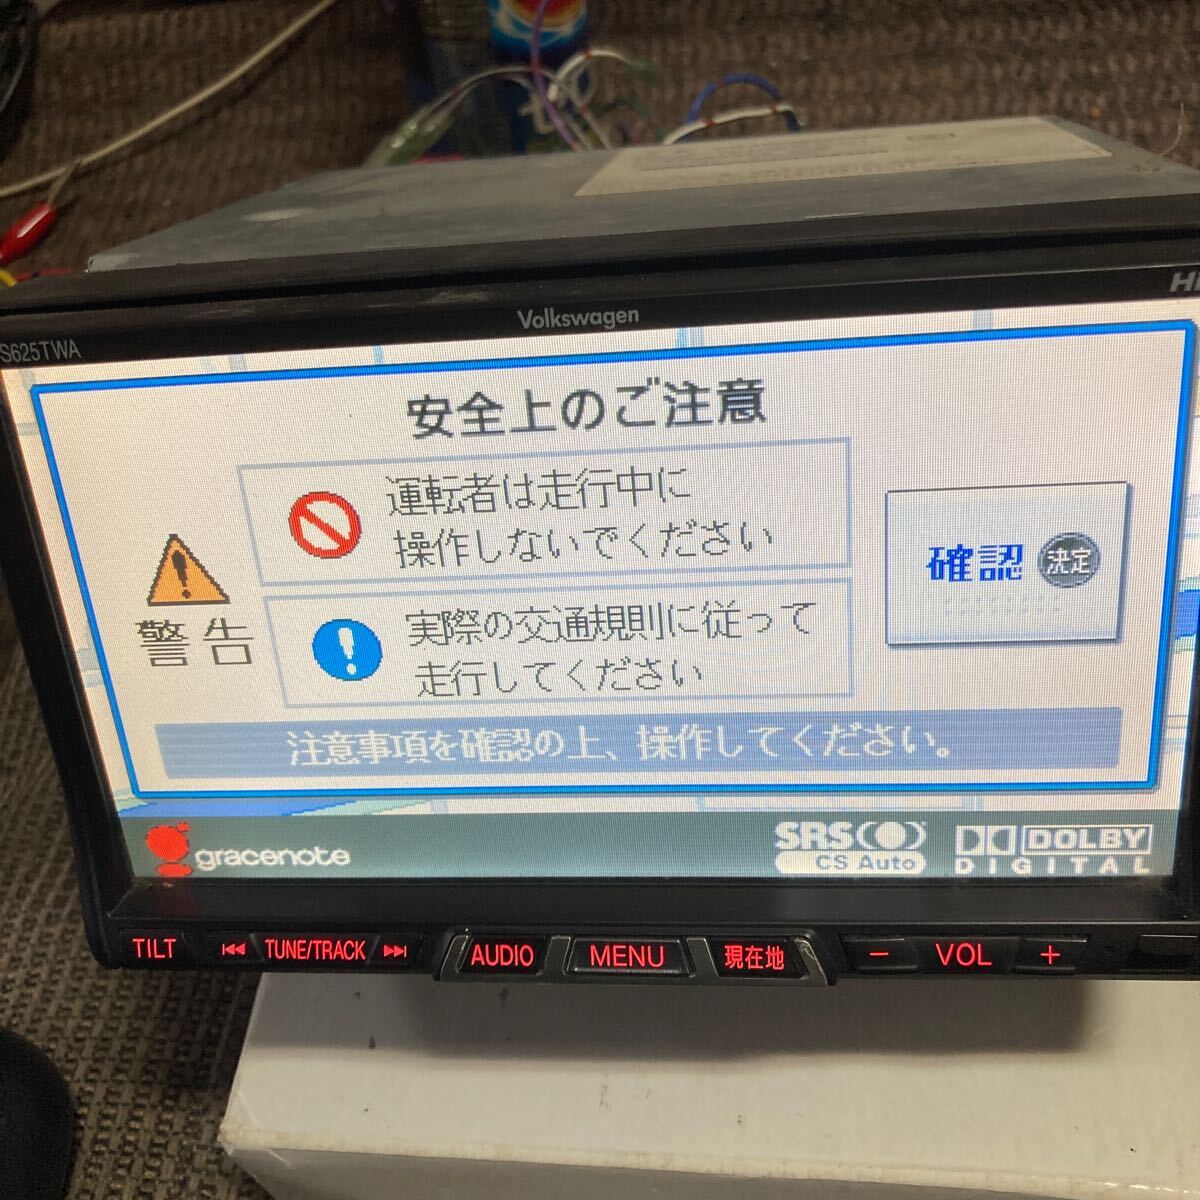 Volkswagen
S625TWA
安全上のご注意
運転者は走行中に
操作しないでください
警告
実際の交通規則に従って
走行してください
確認 決定
注意事項を確認の上、操作してください。
gracenote
SRS
CS Auto
DOLBY
DIGITAL
TILT
TUNE/TRACK
AUDIO
MENU
現在地
− VOL +